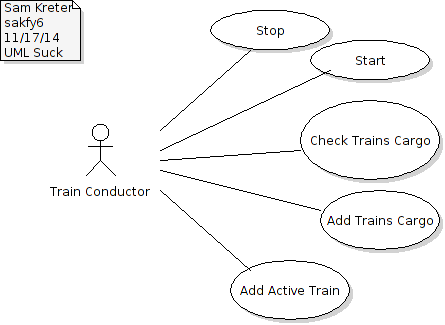 Sam Kreter
sakfy6
11/17/14
UML Suck
Stop
Start
Check Trains Cargo
Train Conductor
Add Trains Cargo
Add Active Train